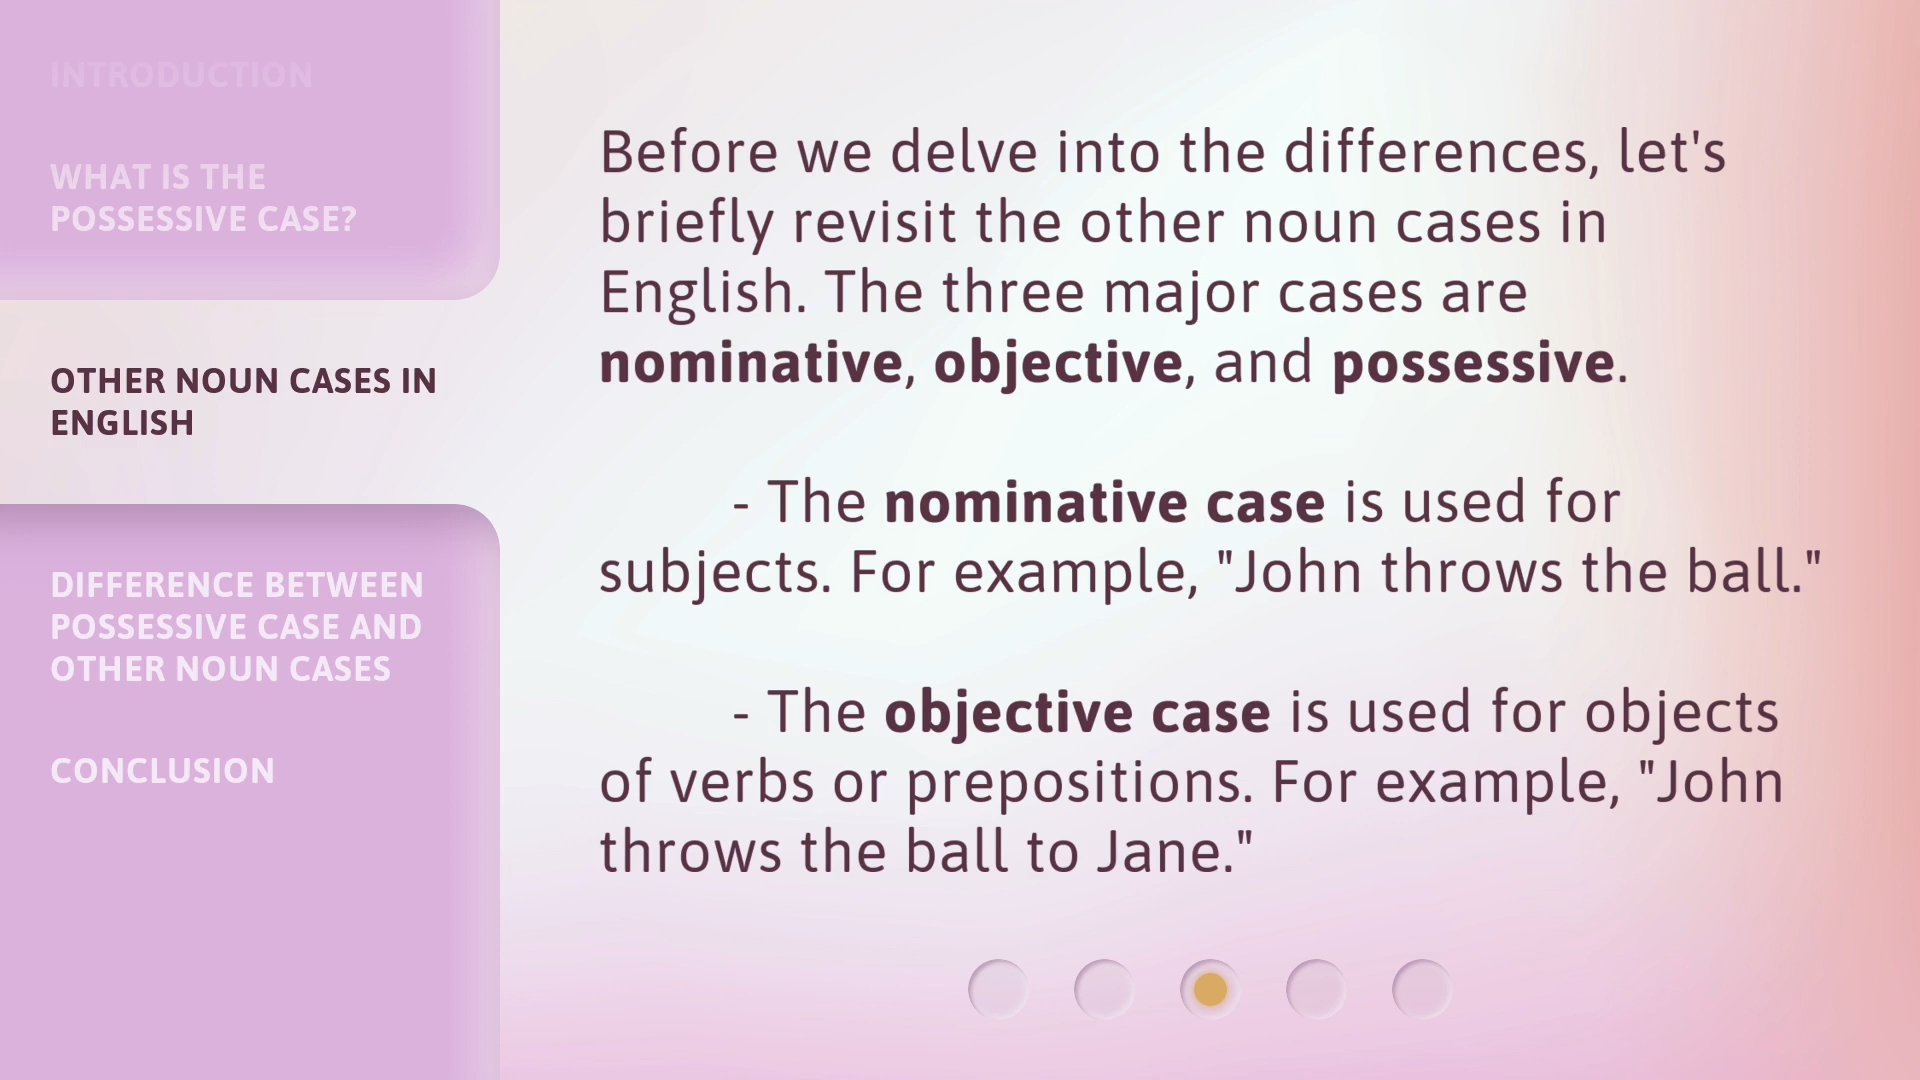 INTRODUCTION
WHAT IS THE
POSSESSIVE CASE?
OTHER NOUN CASES IN
ENGLISH
DIFFERENCE BETWEEN
POSSESSIVE CASE AND
OTHER NOUN CASES
CONCLUSION
Before we delve into the differences, let's
briefly revisit the other noun cases in
English. The three major cases are
nominative, objective, and possessive.
- The nominative case is used for
subjects. For example, "John throws the ball."
- The objective case is used for objects
of verbs or prepositions. For example, "John
throws the ball to Jane."